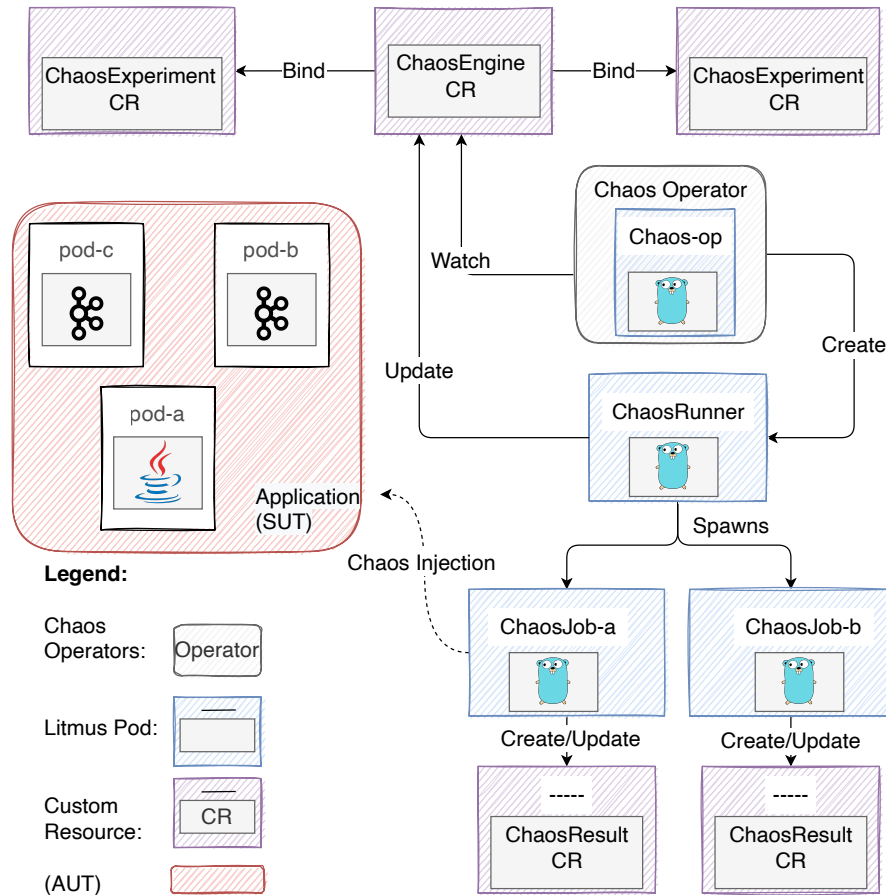 ChaosExperiment
CR
Bind
ChaosEngine
CR
Bind
ChaosExperiment
CR
Chaos Operator
Chaos-op
Watch
Create
pod-c
pod-b
pod-a
Application
(SUT)
Update
ChaosRunner
Spawns
Chaos Injection
ChaosJob-a
ChaosJob-b
Create/Update
Create/Update
-----
ChaosResult
CR
-----
ChaosResult
CR
Legend:
Chaos
Operators:
Operator
Litmus Pod:
Custom
Resource:
CR
(AUT)